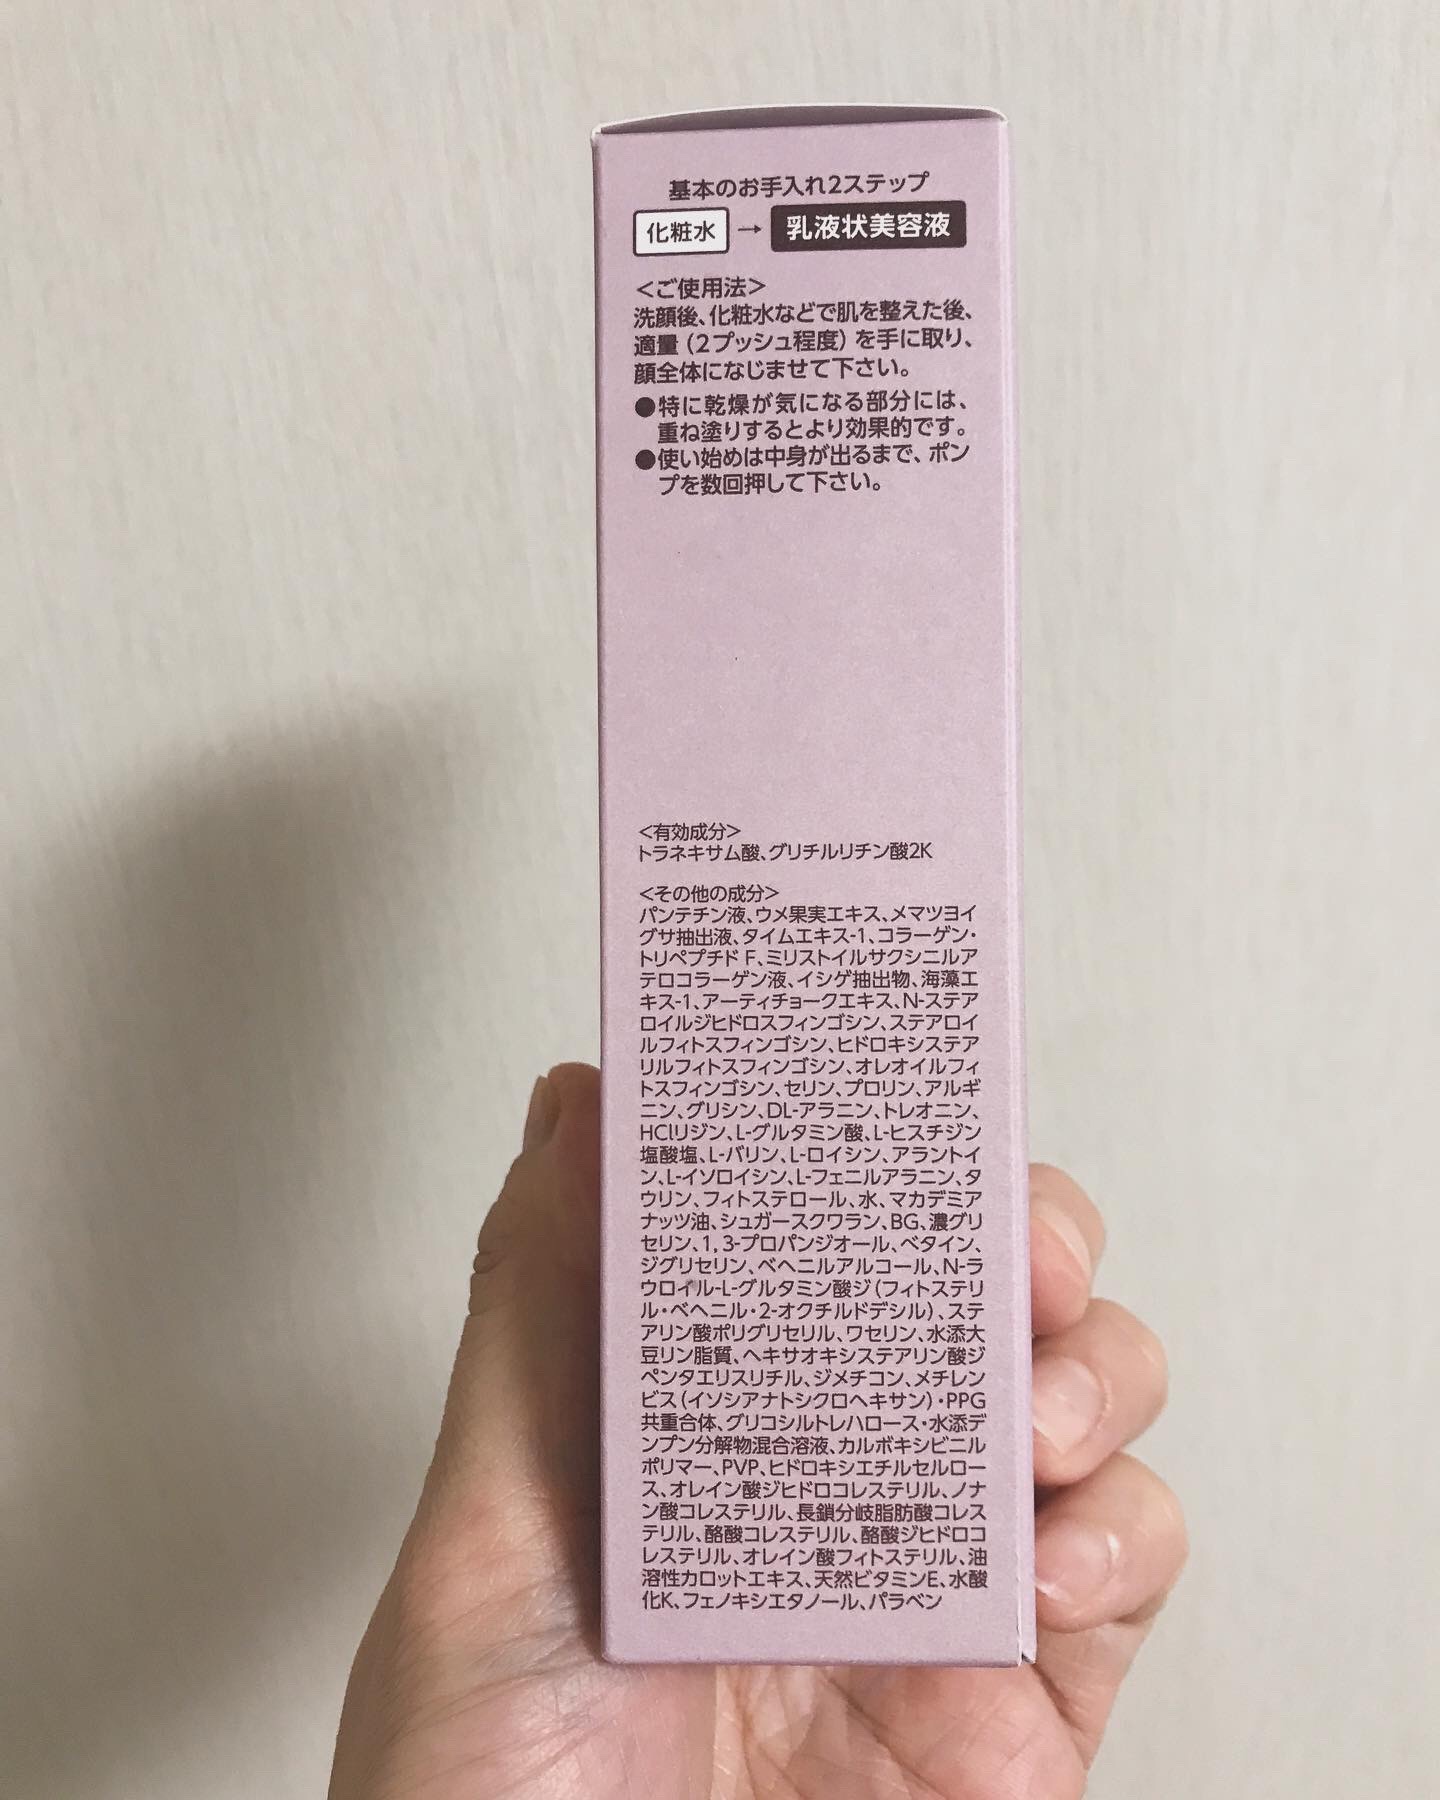 基本のお手入れ2ステップ
化粧水→乳液状美容液
＜ご使用法＞
洗顔後、化粧水などで肌を整えた後、
適量（2プッシュ程度）を手に取り、
顔全体になじませて下さい。
●特に乾燥が気になる部分には、
重ね塗りするとより効果的です。
●使い始めは中身が出るまで、ポン
プを数回押して下さい。
＜有効成分＞
トラネキサム酸、グリチルリチン酸2K
＜その他の成分＞
パンテチン液、ウメ果実エキス、メマツヨイ
グサ抽出液、タイムエキス-1、コラーゲン・
トリペプチド F、ミリストイルサクシニルア
テロコラーゲン液、イシゲ抽出物、海藻エ
キス-1、アーティチョークエキス、N-ステア
ロイルジヒドロスフィンゴシン、ステアロイ
ルフィトスフィンゴシン、ヒドロキシステア
リルフィトスフィンゴシン、オレオイルフィ
トスフィンゴシン、セリン、プロリン、アルギ
ニン、グリシン、DL-アラニン、トレオニン、
HClリジン、L-グルタミン酸、L-ヒスチジン
塩酸塩、L-バリン、L-ロイシン、アラントイ
ン、L-イソロイシン、L-フェニルアラニン、タ
ウリン、フィトステロール、水、マカデミア
ナッツ油、シュガースクワラン、BG、濃グリ
セリン、1，3-プロパンジオール、ベタイン、
ジグリセリン、ベヘニルアルコール、N-ラ
ウロイル-L-グルタミン酸ジ（フィトステリ
ル・ベヘニル・2-オクチルドデシル）、ステ
アリン酸ポリグリセリル、ワセリン、水添大
豆リン脂質、ヘキサオキシステアリン酸ジ
ペンタエリスリチル、ジメチコン、メチレン
ビス（イソシアナトシクロヘキサン）・PPG
共重合体、グリコシルトレハロース・水添デ
ンプン分解物混合溶液、カルボキシビニル
ポリマー、PVP、ヒドロキシエチルセルロー
ス、オレイン酸ジヒドロコレステリル、ノナ
ン酸コレステリル、長鎖分岐脂肪酸コレス
テリル、酪酸コレステリル、酪酸ジヒドロコ
レステリル、オレイン酸フィトステリル、油
溶性カロットエキス、天然ビタミンE、水酸
化K、フェノキシエタノール、パラベン